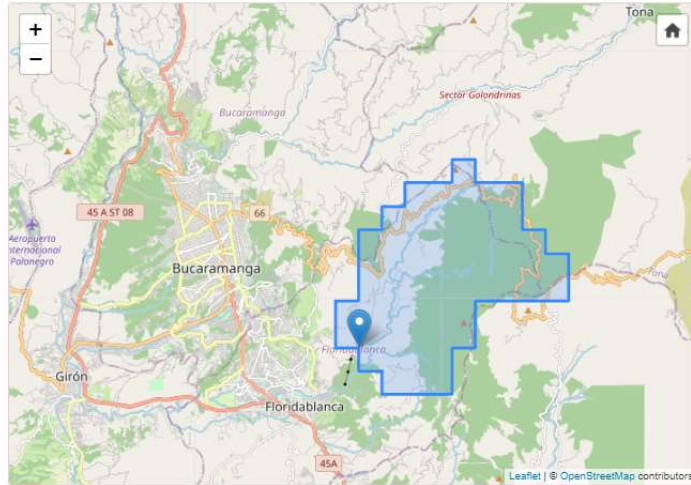 Tona
+
−
Sector Golondrinas
Bucaramanga
45 A ST 08
66
Aeropuerto
Internacional
Palonegro
Bucaramanga
Floridablanca
Girón
Floridablanca
45A
Leaflet | © OpenStreetMap contributors